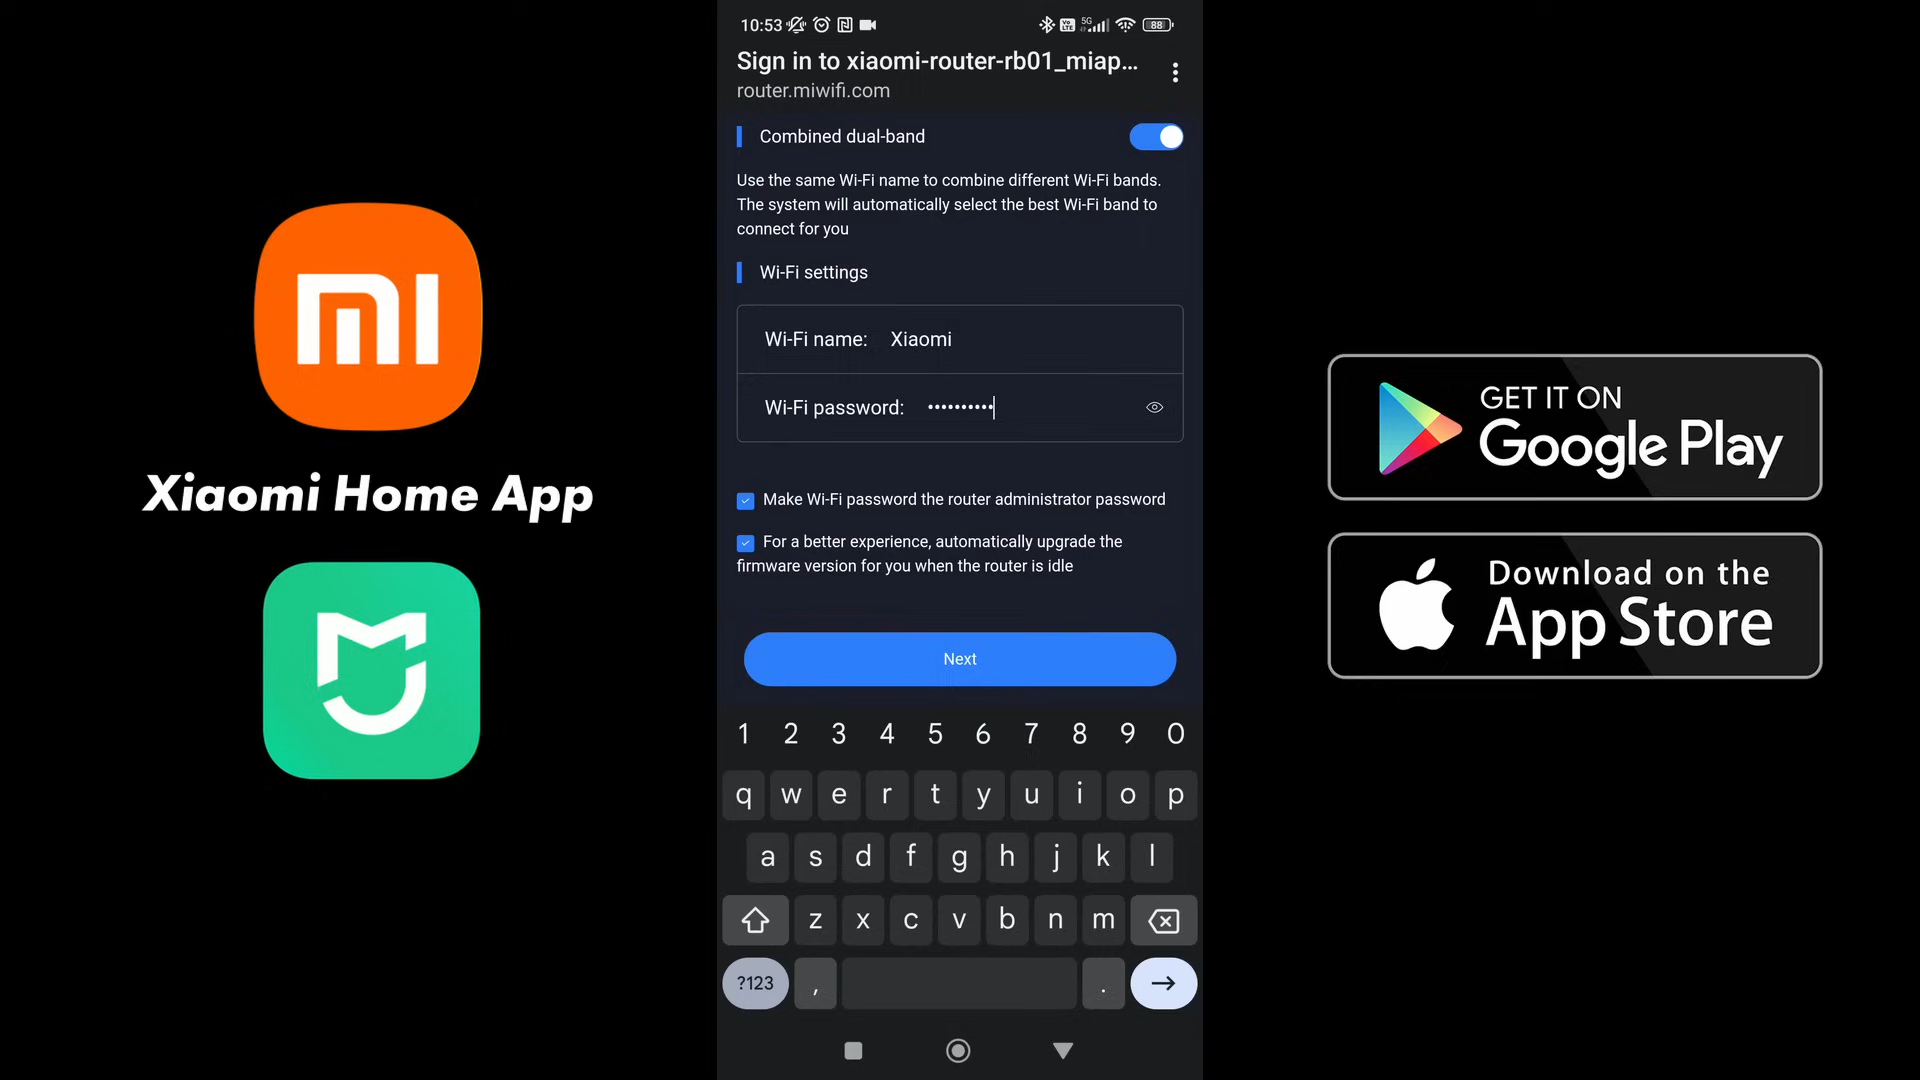 10:53
5G
88
Sign in to xiaomi-router-rb01_miap...
router.miwifi.com
Combined dual-band
Use the same Wi-Fi name to combine different Wi-Fi bands.
The system will automatically select the best Wi-Fi band to
connect for you
Wi-Fi settings
Wi-Fi name: Xiaomi
Wi-Fi password: ••••••••••
Make Wi-Fi password the router administrator password
For a better experience, automatically upgrade the
firmware version for you when the router is idle
Next
1 2 3 4 5 6 7 8 9 0
q w e r t y u i o p
a s d f g h j k l
z x c v b n m
?123 , .
mi
Xiaomi Home App
GET IT ON
Google Play
Download on the
App Store